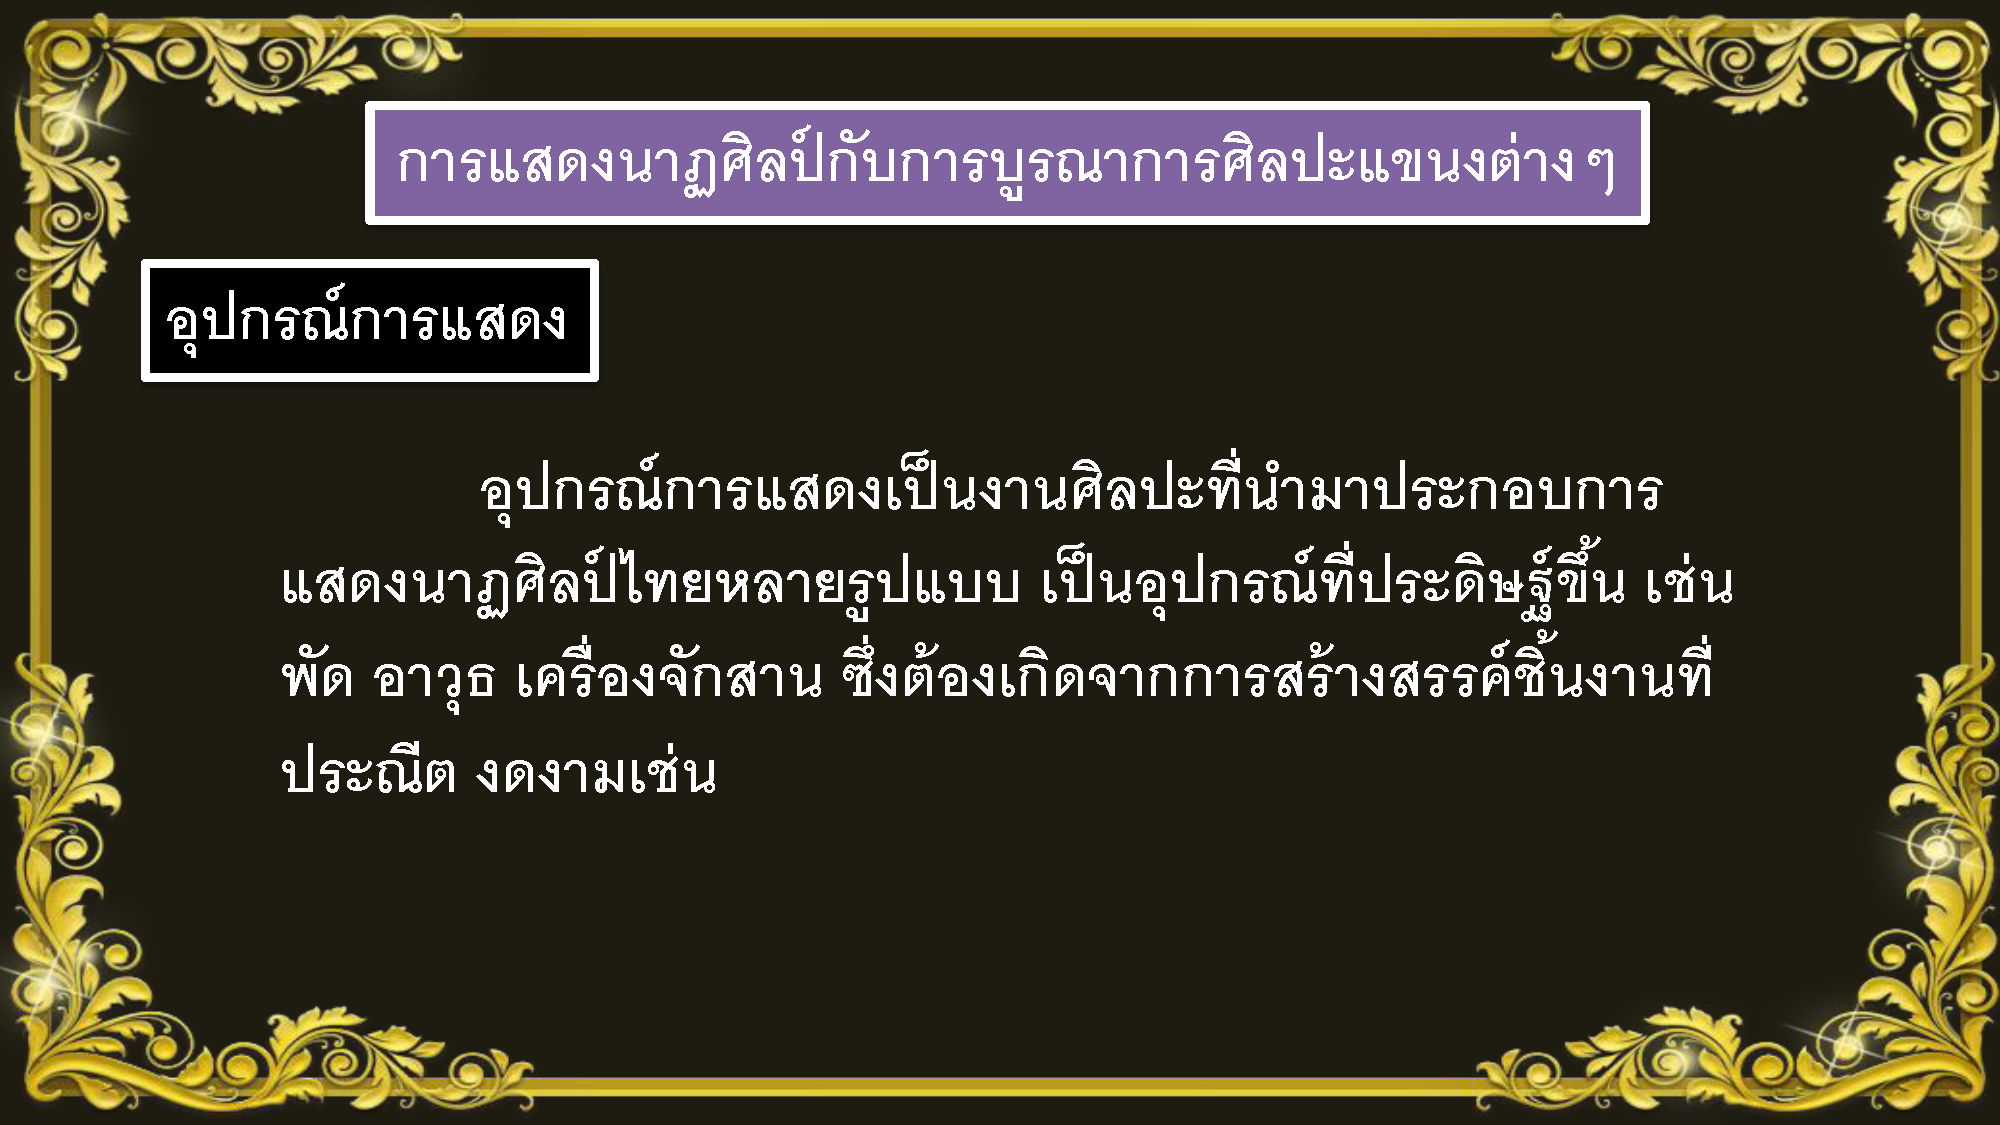 การแสดงนาฏศิลป์กับการบูรณาการศิลปะแขนงต่าง ๆ
อุปกรณ์การแสดง
อุปกรณ์การแสดงเป็นงานศิลปะที่นำมาประกอบการ
แสดงนาฏศิลป์ไทยหลายรูปแบบ เป็นอุปกรณ์ที่ประดิษฐ์ขึ้น เช่น
พัด อาวุธ เครื่องจักสาน ซึ่งต้องเกิดจากการสร้างสรรค์ชิ้นงานที่
ประณีต งดงามเช่น